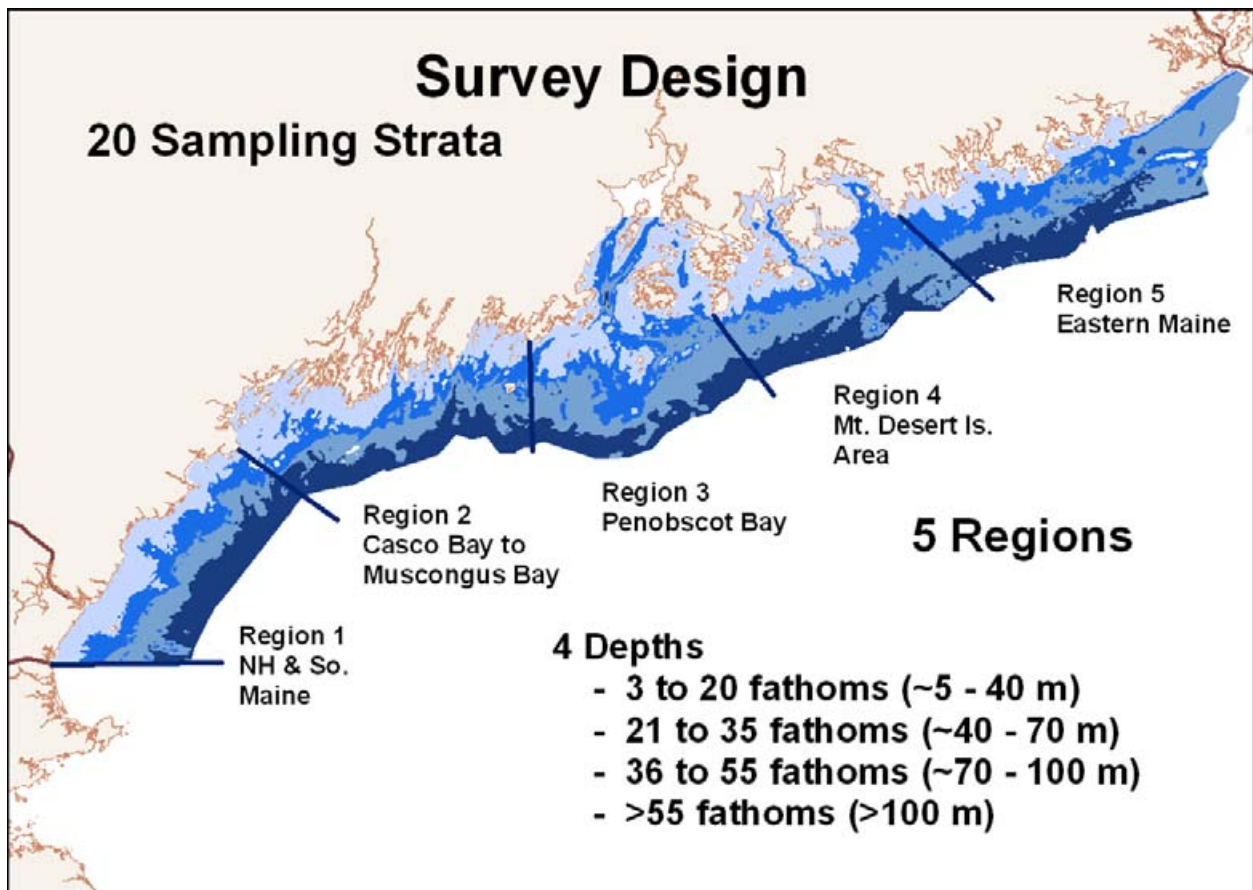 Survey Design
20 Sampling Strata
Region 5
Eastern Maine
Region 4
Mt. Desert Is.
Area
Region 3
Penobscot Bay
Region 2
Casco Bay to
Muscongus Bay
5 Regions
Region 1
NH & So.
Maine
4 Depths
- 3 to 20 fathoms (~5 - 40 m)
- 21 to 35 fathoms (~40 - 70 m)
- 36 to 55 fathoms (~70 - 100 m)
- >55 fathoms (>100 m)